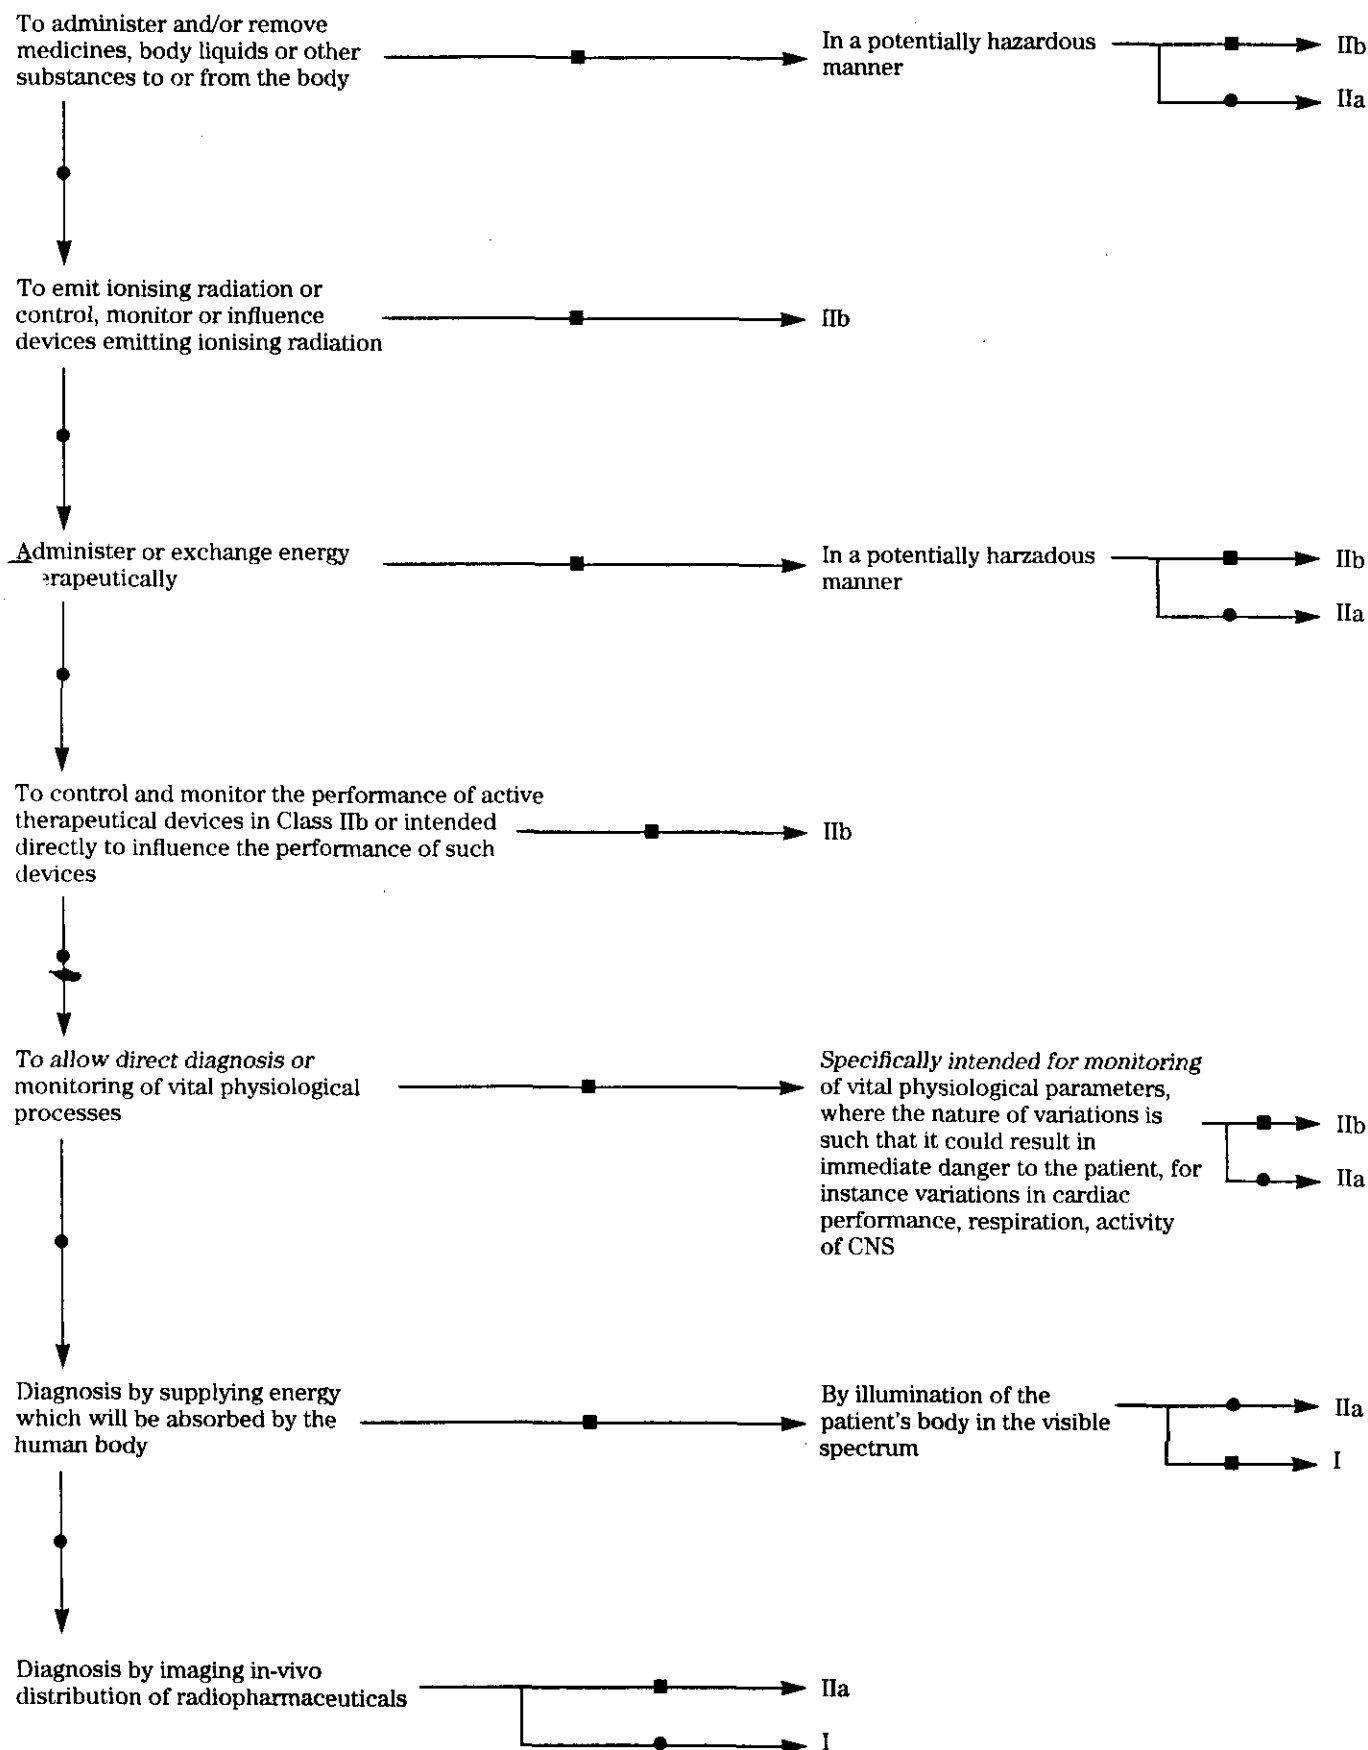 To administer and/or remove
medicines, body liquids or other
substances to or from the body
In a potentially hazardous
manner
IIb
IIa
To emit ionising radiation or
control, monitor or influence
devices emitting ionising radiation
IIb
Administer or exchange energy
erapeutically
In a potentially harzadous
manner
IIb
IIa
To control and monitor the performance of active
therapeutical devices in Class IIb or intended
directly to influence the performance of such
devices
IIb
To allow direct diagnosis or
monitoring of vital physiological
processes
Specifically intended for monitoring
of vital physiological parameters,
where the nature of variations is
such that it could result in
immediate danger to the patient, for
instance variations in cardiac
performance, respiration, activity
of CNS
IIb
IIa
Diagnosis by supplying energy
which will be absorbed by the
human body
By illumination of the
patient's body in the visible
spectrum
IIa
I
Diagnosis by imaging in-vivo
distribution of radiopharmaceuticals
IIa
I